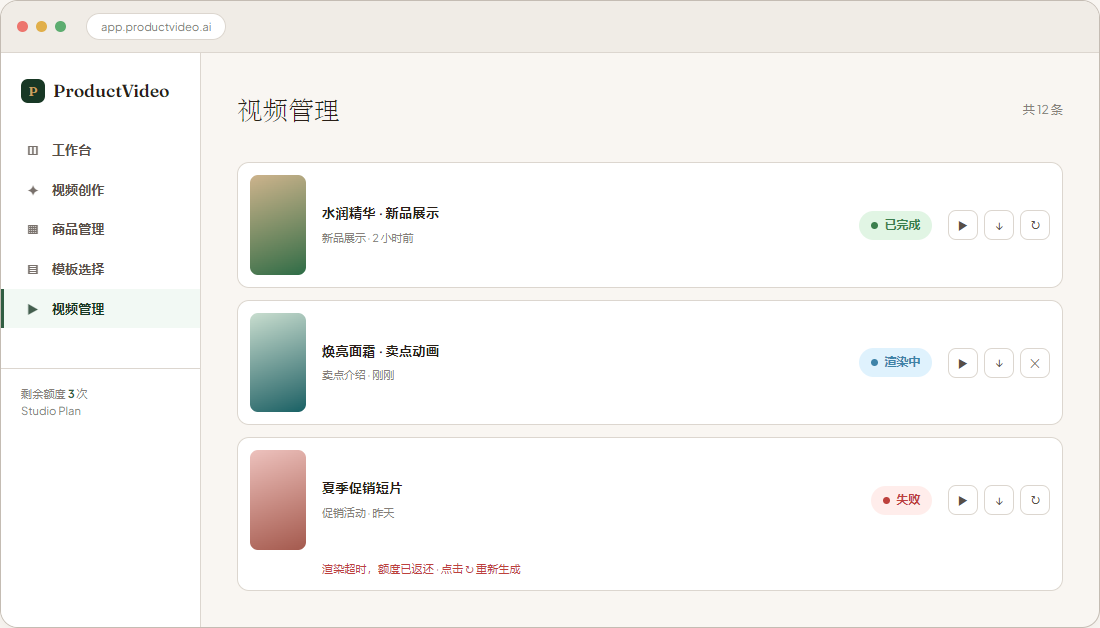 app.productvideo.ai
P ProductVideo
工作台
视频创作
商品管理
模板选择
视频管理
剩余额度 3 次
Studio Plan
视频管理
共 12 条
水润精华 · 新品展示
新品展示 · 2 小时前
已完成
焕亮面霜 · 卖点动画
卖点介绍 · 刚刚
渲染中
夏季促销短片
促销活动 · 昨天
失败
渲染超时，额度已返还 · 点击 ↻ 重新生成